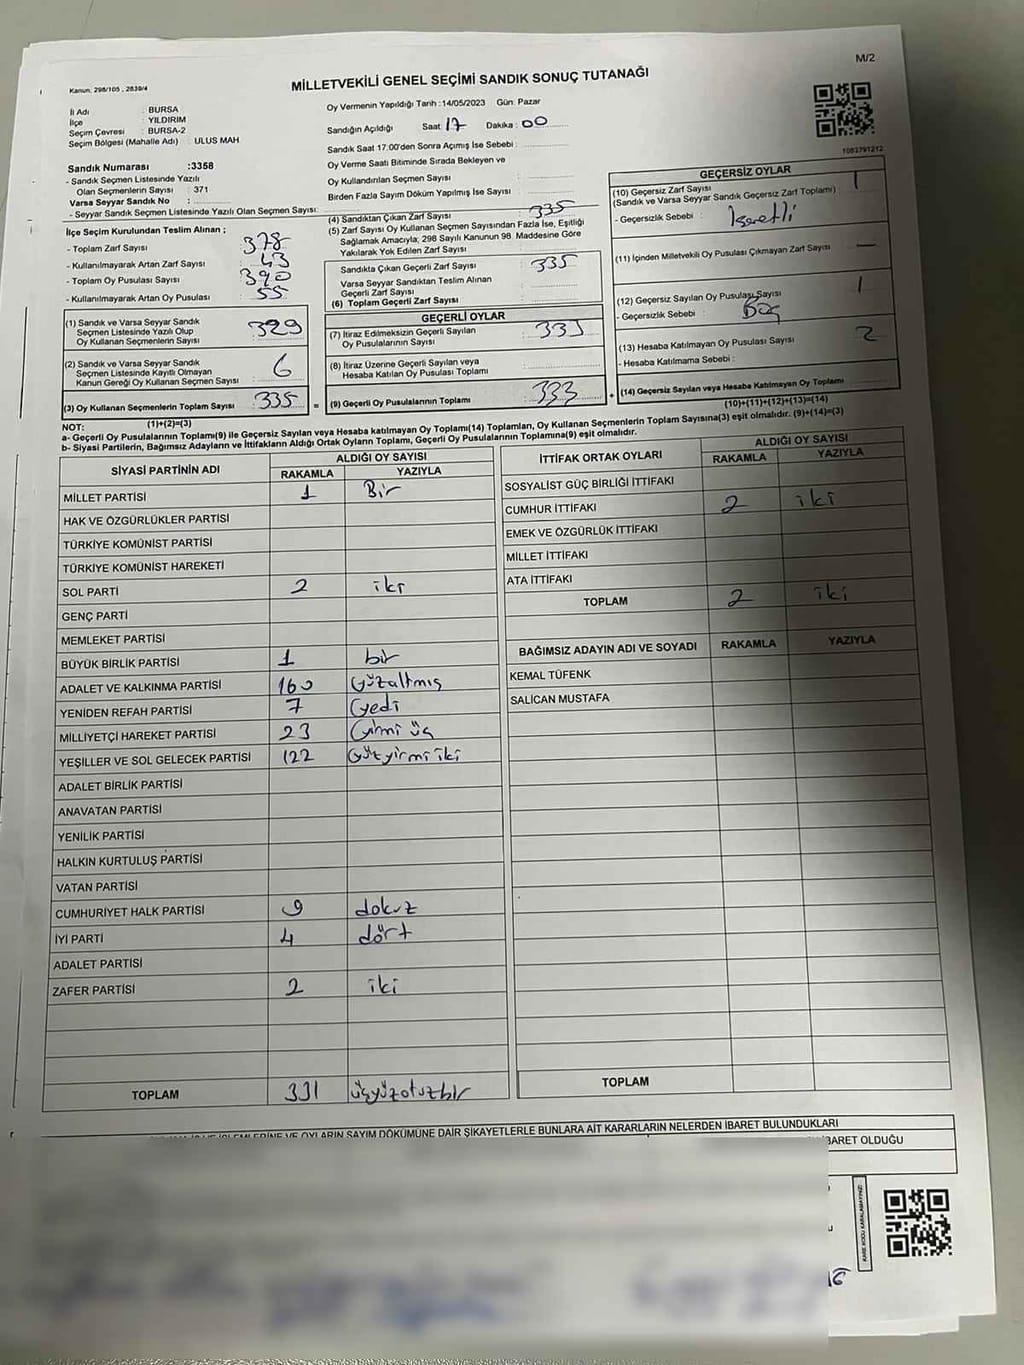 M/2
Kanun, 298/105 , 2839/4
MİLLETVEKİLİ GENEL SEÇİMİ SANDIK SONUÇ TUTANAĞI
İl Adı : BURSA
İlçe : YILDIRIM
Seçim Çevresi : BURSA-2
Seçim Bölgesi (Mahalle Adı) : ULUS MAH
Sandık Numarası :3358
- Sandık Seçmen Listesinde Yazılı
Olan Seçmenlerin Sayısı : 371
Varsa Seyyar Sandık No :
- Seyyar Sandık Seçmen Listesinde Yazılı Olan Seçmen Sayısı:
Oy Vermenin Yapıldığı Tarih :14/05/2023 Gün: Pazar
Sandığın Açıldığı Saat 17 Dakika : 00
Sandık Saat 17:00'den Sonra Açımış İse Sebebi :
Oy Verme Saati Bitiminde Sırada Bekleyen ve
Oy Kullandırılan Seçmen Sayısı
Birden Fazla Sayım Döküm Yapılmış İse Sayısı :
1083791212
İlçe Seçim Kurulundan Teslim Alınan ;
- Toplam Zarf Sayısı : 378
- Kullanılmayarak Artan Zarf Sayısı : 43
- Toplam Oy Pusulası Sayısı : 390
- Kullanılmayarak Artan Oy Pusulası : 55
(1) Sandık ve Varsa Seyyar Sandık
Seçmen Listesinde Yazılı Olup
Oy Kullanan Seçmenlerin Sayısı 329
(2) Sandık ve Varsa Seyyar Sandık
Seçmen Listesinde Kayıtlı Olmayan
Kanun Gereği Oy Kullanan Seçmen Sayısı 6
(3) Oy Kullanan Seçmenlerin Toplam Sayısı 335 =
(1)+(2)=(3)
(4) Sandıktan Çıkan Zarf Sayısı 335
(5) Zarf Sayısı Oy Kullanan Seçmen Sayısından Fazla İse, Eşitliği
Sağlamak Amacıyla; 298 Sayılı Kanunun 98. Maddesine Göre
Yakılarak Yok Edilen Zarf Sayısı
Sandıkta Çıkan Geçerli Zarf Sayısı 335
Varsa Seyyar Sandıktan Teslim Alınan
Geçerli Zarf Sayısı
(6) Toplam Geçerli Zarf Sayısı
GEÇERLİ OYLAR
(7) İtiraz Edilmeksizin Geçerli Sayılan
Oy Pusulalarının Sayısı : 333
(8) İtiraz Üzerine Geçerli Sayılan veya
Hesaba Katılan Oy Pusulası Toplamı
(9) Geçerli Oy Pusulalarının Toplamı 333 +
GEÇERSİZ OYLAR
(10) Geçersiz Zarf Sayısı 1
(Sandık ve Varsa Seyyar Sandık Geçersiz Zarf Toplamı)
- Geçersizlik Sebebi : İşaretli
(11) İçinden Milletvekili Oy Pusulası Çıkmayan Zarf Sayısı —
(12) Geçersiz Sayılan Oy Pusulası Sayısı 1
- Geçersizlik Sebebi : Boş
(13) Hesaba Katılmayan Oy Pusulası Sayısı 2
- Hesaba Katılmama Sebebi :
(14) Geçersiz Sayılan veya Hesaba Katılmayan Oy Toplamı
(10)+(11)+(12)+(13)=(14)
NOT:
a- Geçerli Oy Pusulalarının Toplamı(9) ile Geçersiz Sayılan veya Hesaba Katılmayan oy Toplamı(14) Toplamları, Oy Kullanan Seçmenlerin Toplam Sayısına(3) eşit olmalıdır. (9)+(14)=(3)
b- Siyasi Partilerin, Bağımsız Adayların ve İttifakların Aldığı Ortak Oyların Toplamı, Geçerli Oy Pusulalarının Toplamına(9) eşit olmalıdır.
SİYASİ PARTİNİN ADI ALDIĞI OY SAYISI
RAKAMLA YAZIYLA
MİLLET PARTİSİ 1 Bir
HAK VE ÖZGÜRLÜKLER PARTİSİ
TÜRKİYE KOMÜNİST PARTİSİ
TÜRKİYE KOMÜNİST HAREKETİ
SOL PARTİ 2 iki
GENÇ PARTİ
MEMLEKET PARTİSİ
BÜYÜK BİRLİK PARTİSİ 1 bir
ADALET VE KALKINMA PARTİSİ 160 yüzaltmış
YENİDEN REFAH PARTİSİ 7 yedi
MİLLİYETÇİ HAREKET PARTİSİ 23 yirmi üç
YEŞİLLER VE SOL GELECEK PARTİSİ 122 yüzyirmi iki
ADALET BİRLİK PARTİSİ
ANAVATAN PARTİSİ
YENİLİK PARTİSİ
HALKIN KURTULUŞ PARTİSİ
VATAN PARTİSİ
CUMHURİYET HALK PARTİSİ 9 dokuz
İYİ PARTİ 4 dört
ADALET PARTİSİ
ZAFER PARTİSİ 2 iki
TOPLAM 331 üçyüzotuzbir
İTTİFAK ORTAK OYLARI ALDIĞI OY SAYISI
RAKAMLA YAZIYLA
SOSYALİST GÜÇ BİRLİĞİ İTTİFAKI
CUMHUR İTTİFAKI 2 iki
EMEK VE ÖZGÜRLÜK İTTİFAKI
MİLLET İTTİFAKI
ATA İTTİFAKI
TOPLAM 2 iki
BAĞIMSIZ ADAYIN ADI VE SOYADI RAKAMLA YAZIYLA
KEMAL TÜFENK
SALİCAN MUSTAFA
TOPLAM
İŞLEMLERİNE VE OYLARIN SAYIM DÖKÜMÜNE DAİR ŞİKAYETLERLE BUNLARA AİT KARARLARIN NELERDEN İBARET BULUNDUKLARI
İBARET OLDUĞU
KARE KODU KARALAMAYINIZ!